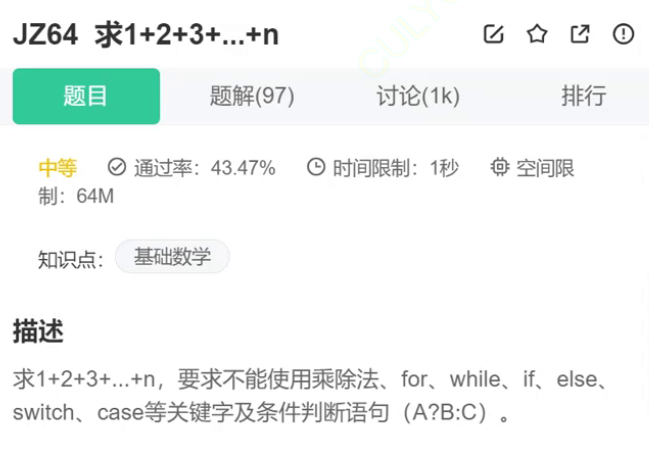 JZ64 求1+2+3+...+n
题目 题解(97) 讨论(1k) 排行
中等 通过率：43.47% 时间限制：1秒 空间限
制：64M
知识点： 基础数学
描述
求1+2+3+...+n，要求不能使用乘除法、for、while、if、else、
switch、case等关键字及条件判断语句（A?B:C）。